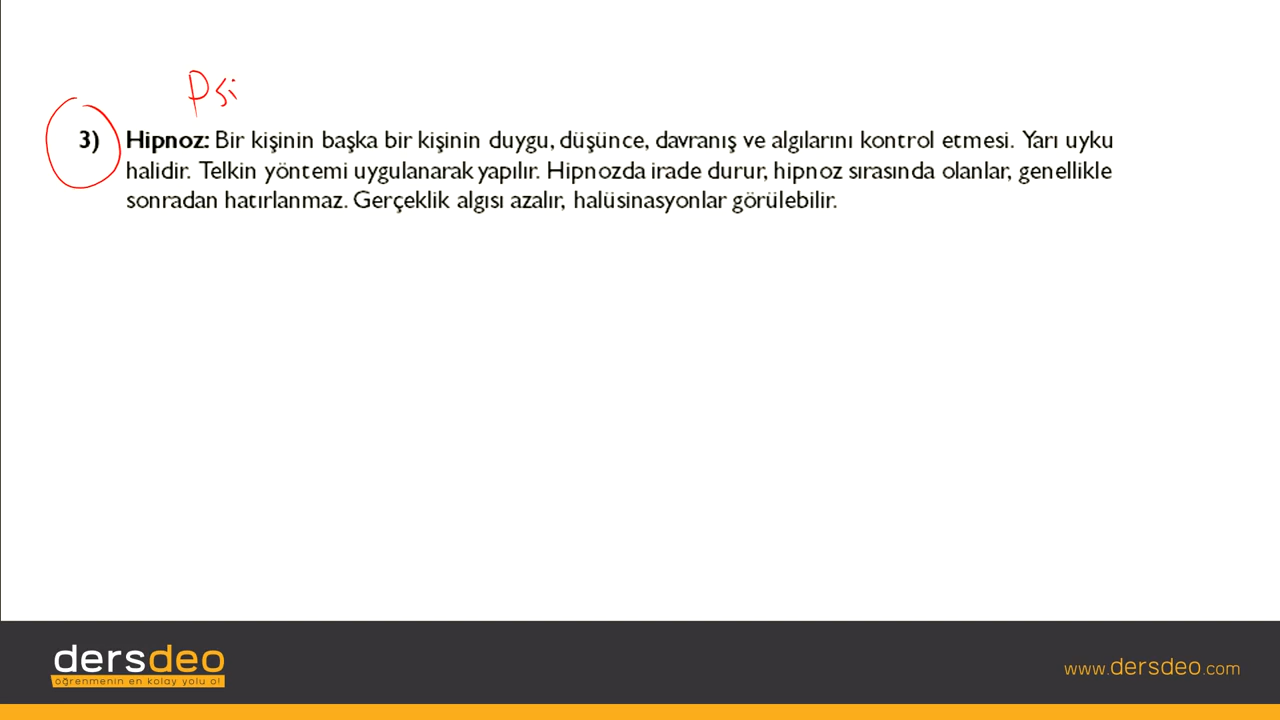 Psi
3) Hipnoz: Bir kişinin başka bir kişinin duygu, düşünce, davranış ve algılarını kontrol etmesi. Yarı uyku
halidir. Telkin yöntemi uygulanarak yapılır. Hipnozda irade durur, hipnoz sırasında olanlar, genellikle
sonradan hatırlanmaz. Gerçeklik algısı azalır, halüsinasyonlar görülebilir.
dersdeo
öğrenmenin en kolay yolu o!
www.dersdeo.com